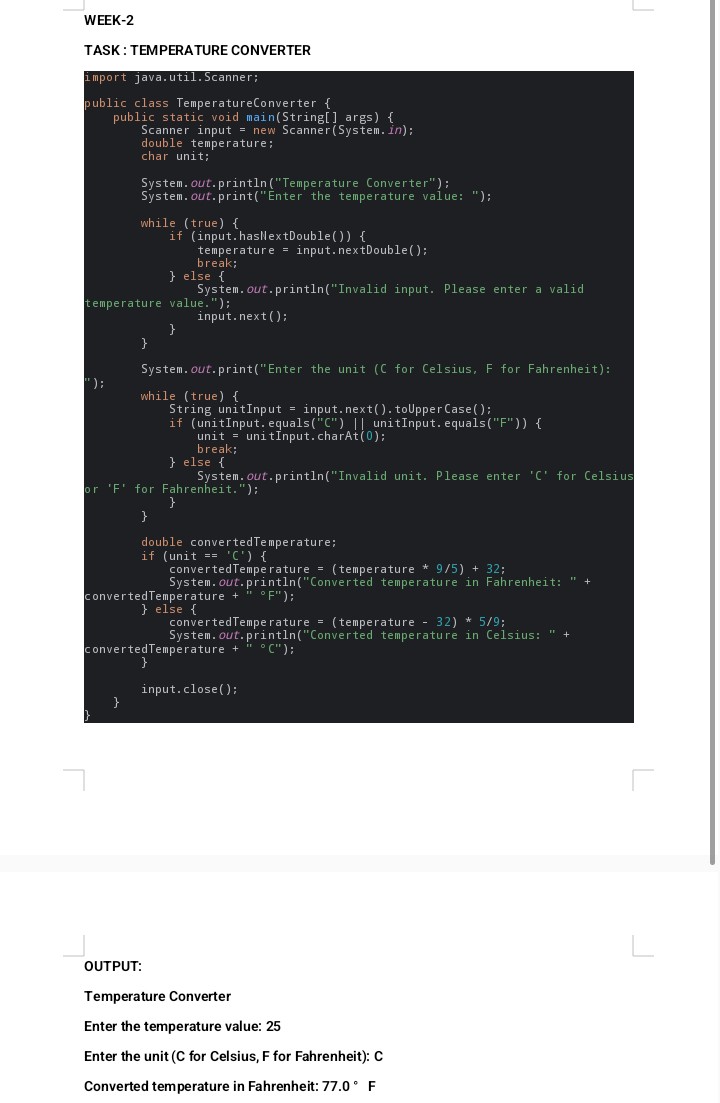 WEEK-2
TASK : TEMPERATURE CONVERTER
import java.util.Scanner;
public class TemperatureConverter {
    public static void main(String[] args) {
        Scanner input = new Scanner(System.in);
        double temperature;
        char unit;
        System.out.println("Temperature Converter");
        System.out.print("Enter the temperature value: ");
        while (true) {
            if (input.hasNextDouble()) {
                temperature = input.nextDouble();
                break;
            } else {
                System.out.println("Invalid input. Please enter a valid
temperature value.");
                input.next();
            }
        }
        System.out.print("Enter the unit (C for Celsius, F for Fahrenheit):
");
        while (true) {
            String unitInput = input.next().toUpperCase();
            if (unitInput.equals("C") || unitInput.equals("F")) {
                unit = unitInput.charAt(0);
                break;
            } else {
                System.out.println("Invalid unit. Please enter 'C' for Celsius
or 'F' for Fahrenheit.");
            }
        }
        double convertedTemperature;
        if (unit == 'C') {
            convertedTemperature = (temperature * 9/5) + 32;
            System.out.println("Converted temperature in Fahrenheit: " +
convertedTemperature + " °F");
        } else {
            convertedTemperature = (temperature - 32) * 5/9;
            System.out.println("Converted temperature in Celsius: " +
convertedTemperature + " °C");
        }
        input.close();
    }
}
OUTPUT:
Temperature Converter
Enter the temperature value: 25
Enter the unit (C for Celsius, F for Fahrenheit): C
Converted temperature in Fahrenheit: 77.0 ° F